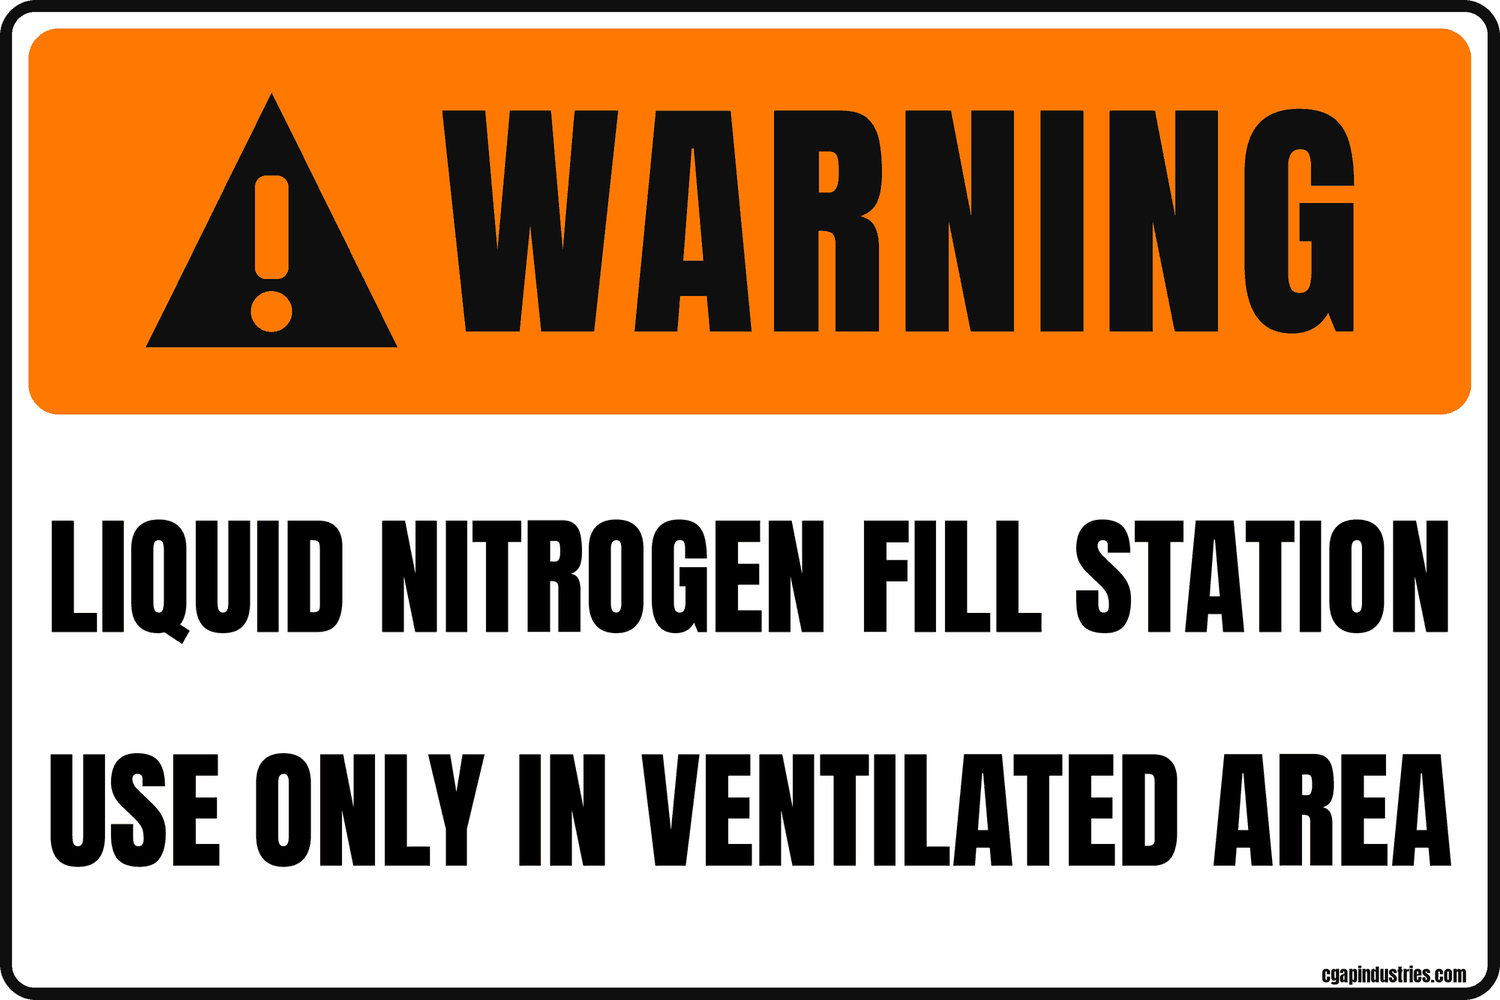 WARNING
LIQUID NITROGEN FILL STATION
USE ONLY IN VENTILATED AREA
cgapindustries.com